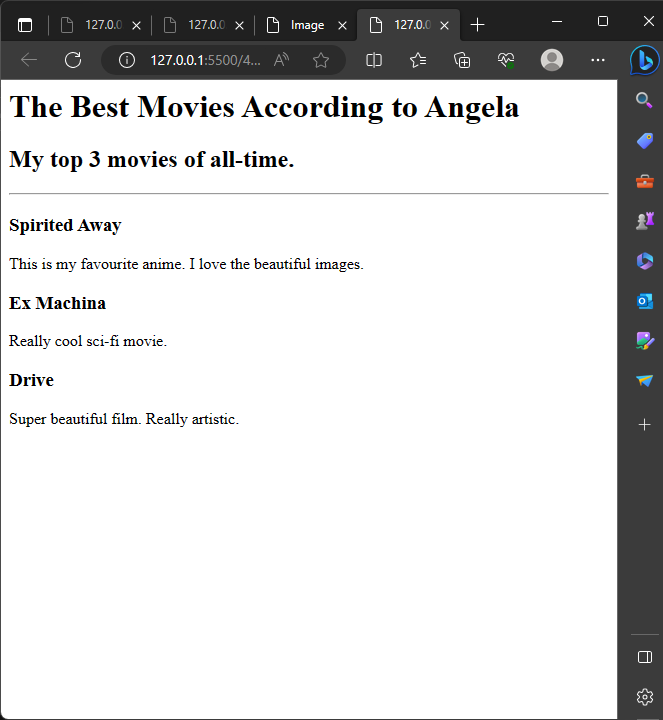 127.0.0
127.0.0
Image
127.0.0
127.0.0.1:5500/4...
The Best Movies According to Angela
My top 3 movies of all-time.
Spirited Away
This is my favourite anime. I love the beautiful images.
Ex Machina
Really cool sci-fi movie.
Drive
Super beautiful film. Really artistic.